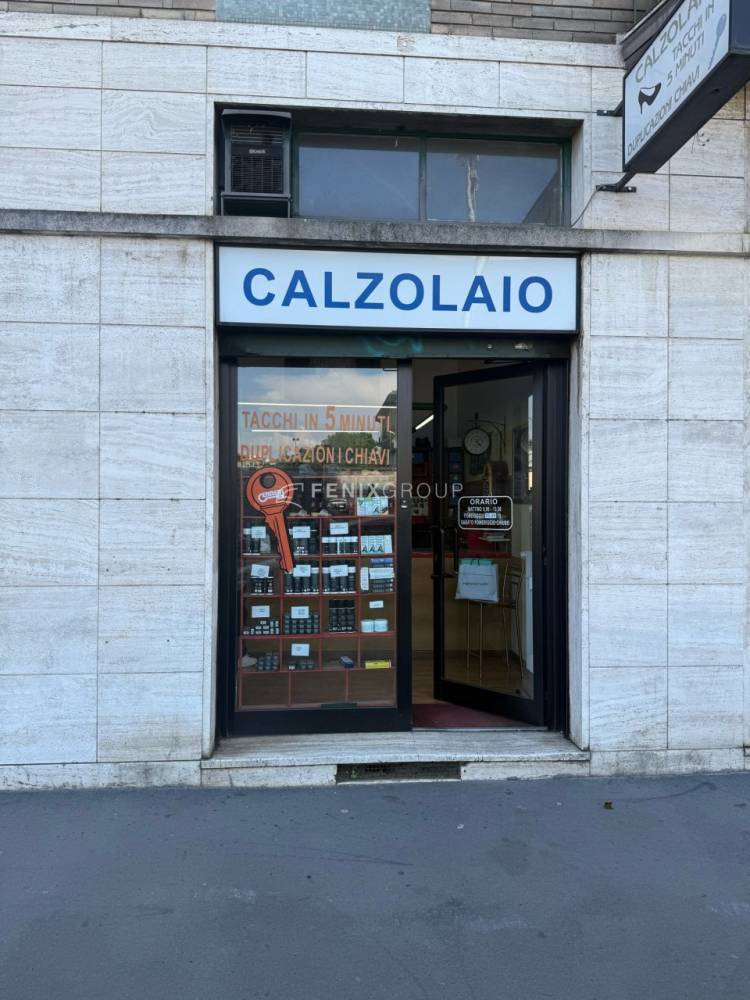 CALZOLAIO
TACCHI IN
5 MINUTI
DUPLICAZIONI CHIAVI
CALZOLAIO
TACCHI IN 5 MINUTI
DUPLICAZIONI CHIAVI
FENIXGROUP
ORARIO